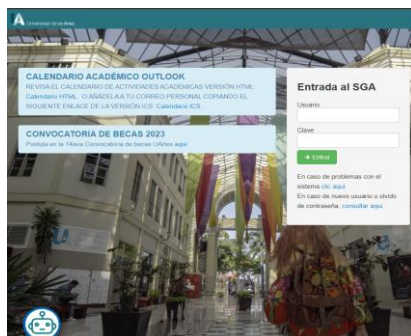 Universidad de las Artes
CALENDARIO ACADÉMICO OUTLOOK
REVISA EL CALENDARIO DE ACTIVIDADES ACADÉMICAS VERSIÓN HTML :
Calendario HTML . O AÑÁDELA A TU CORREO PERSONAL COPIANDO EL
SIGUIENTE ENLACE DE LA VERSIÓN ICS: Calendario ICS
CONVOCATORIA DE BECAS 2023
Postula en la 14ava Convocatoria de becas UArtes aquí
Entrada al SGA
Usuario
Clave
Entrar
En caso de problemas con el
sistema clic aquí.
En caso de nuevo usuario u olvido
de contraseña, consultar aquí.